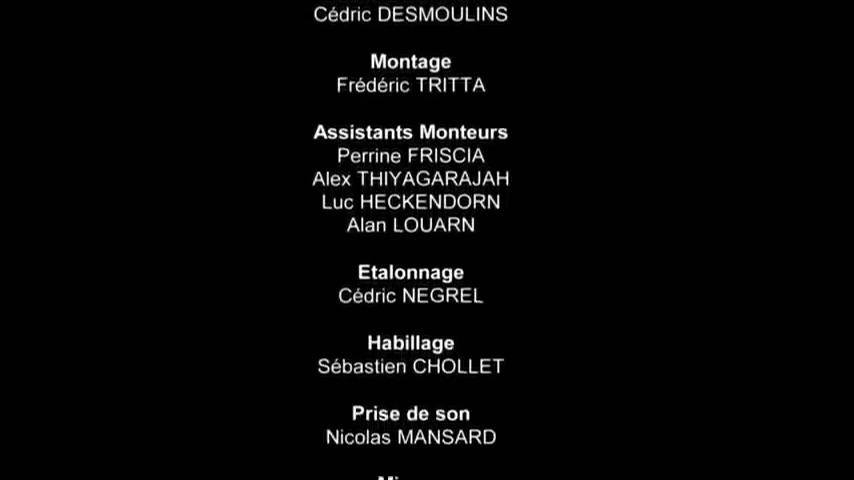 Cédric DESMOULINS
Montage
Frédéric TRITTA
Assistants Monteurs
Perrine FRISCIA
Alex THIYAGARAJAH
Luc HECKENDORN
Alan LOUARN
Etalonnage
Cédric NEGREL
Habillage
Sébastien CHOLLET
Prise de son
Nicolas MANSARD